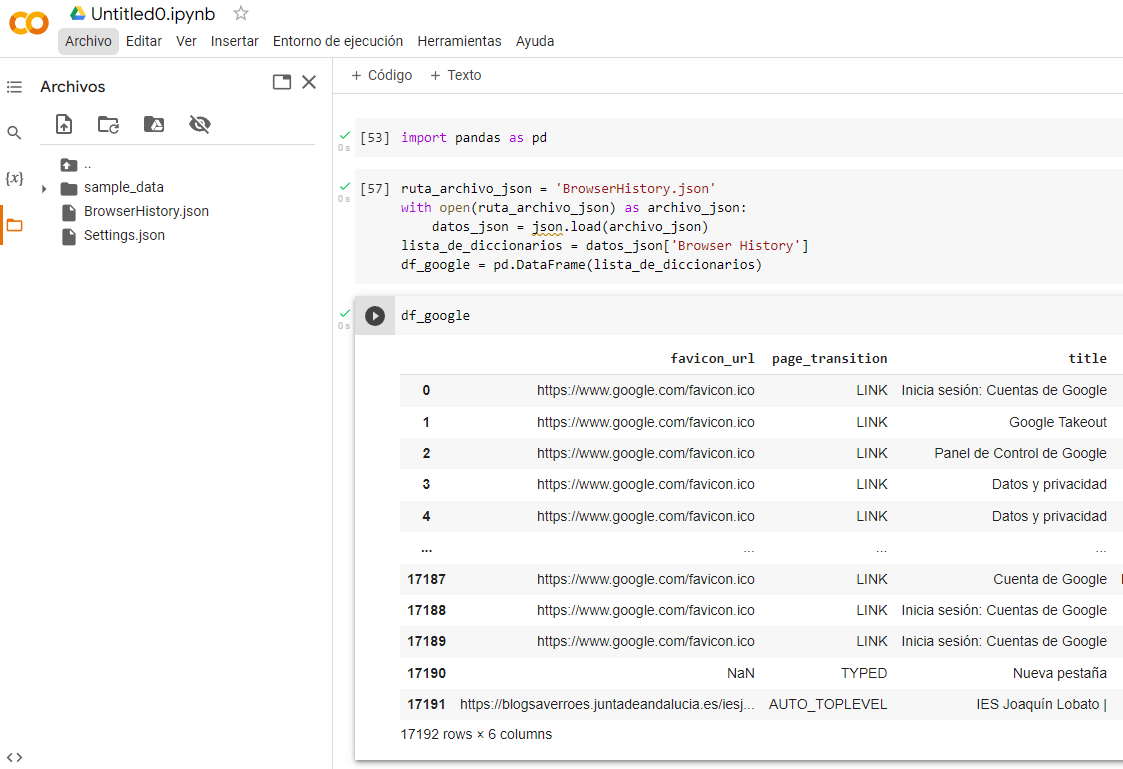 Untitled0.ipynb
Archivo Editar Ver Insertar Entorno de ejecución Herramientas Ayuda
Archivos
..
sample_data
BrowserHistory.json
Settings.json
{x}
<>
+ Código + Texto
0 s
[53] import pandas as pd
0 s
[57] ruta_archivo_json = 'BrowserHistory.json'
with open(ruta_archivo_json) as archivo_json:
    datos_json = json.load(archivo_json)
lista_de_diccionarios = datos_json['Browser History']
df_google = pd.DataFrame(lista_de_diccionarios)
0 s
df_google
favicon_url page_transition title
0 https://www.google.com/favicon.ico LINK Inicia sesión: Cuentas de Google
1 https://www.google.com/favicon.ico LINK Google Takeout
2 https://www.google.com/favicon.ico LINK Panel de Control de Google
3 https://www.google.com/favicon.ico LINK Datos y privacidad
4 https://www.google.com/favicon.ico LINK Datos y privacidad
... ... ... ...
17187 https://www.google.com/favicon.ico LINK Cuenta de Google
17188 https://www.google.com/favicon.ico LINK Inicia sesión: Cuentas de Google
17189 https://www.google.com/favicon.ico LINK Inicia sesión: Cuentas de Google
17190 NaN TYPED Nueva pestaña
17191 https://blogsaverroes.juntadeandalucia.es/iesj... AUTO_TOPLEVEL IES Joaquín Lobato |
17192 rows × 6 columns